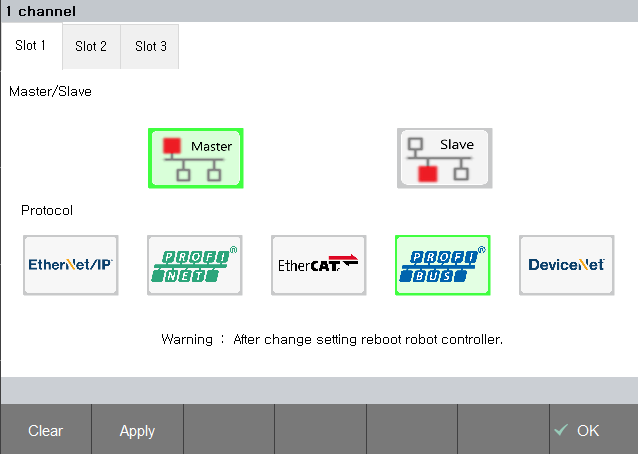 1 channel
Slot 1 Slot 2 Slot 3
Master/Slave
Master Slave
Protocol
EtherNet/IP PROFI® NET EtherCAT PROFI® BUS DeviceNet
Warning : After change setting reboot robot controller.
Clear Apply OK